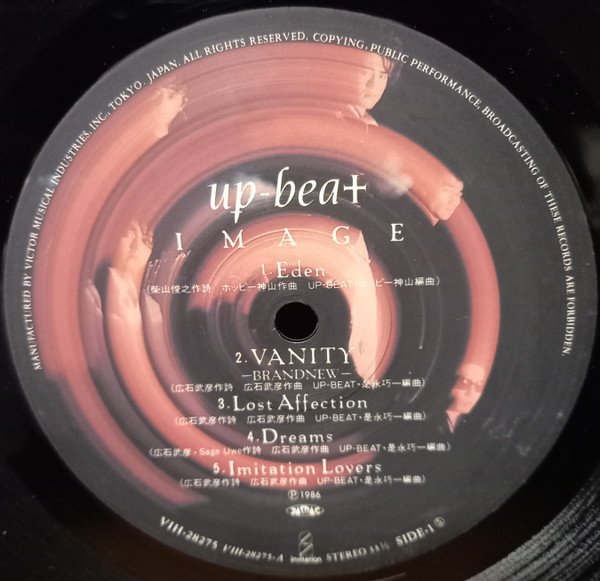 MANUFACTURED BY VICTOR MUSICAL INDUSTRIES, INC., TOKYO, JAPAN. ALL RIGHTS RESERVED. COPYING, PUBLIC PERFORMANCE, BROADCASTING OF THESE RECORDS ARE FORBIDDEN.
up-beat
IMAGE
1. Eden
(柴山俊之作詩 ホッピー神山作曲 UP-BEAT ピー神山編曲)
2. VANITY
—BRANDNEW—
(広石武彦作詩 広石武彦作曲 UP-BEAT・是永巧一編曲)
3. Lost Affection
(広石武彦作詩 広石武彦作曲 UP-BEAT・是永巧一編曲)
4. Dreams
(広石武彦・Sage Uwe作詩 広石武彦作曲 UP-BEAT・是永巧一編曲)
5. Imitation Lovers
(広石武彦作詩 広石武彦作曲 UP-BEAT・是永巧一編曲)
Ⓟ 1986
VIH-28275 VIH-28275-A invitation STEREO 33⅓ SIDE-1 Ⓢ